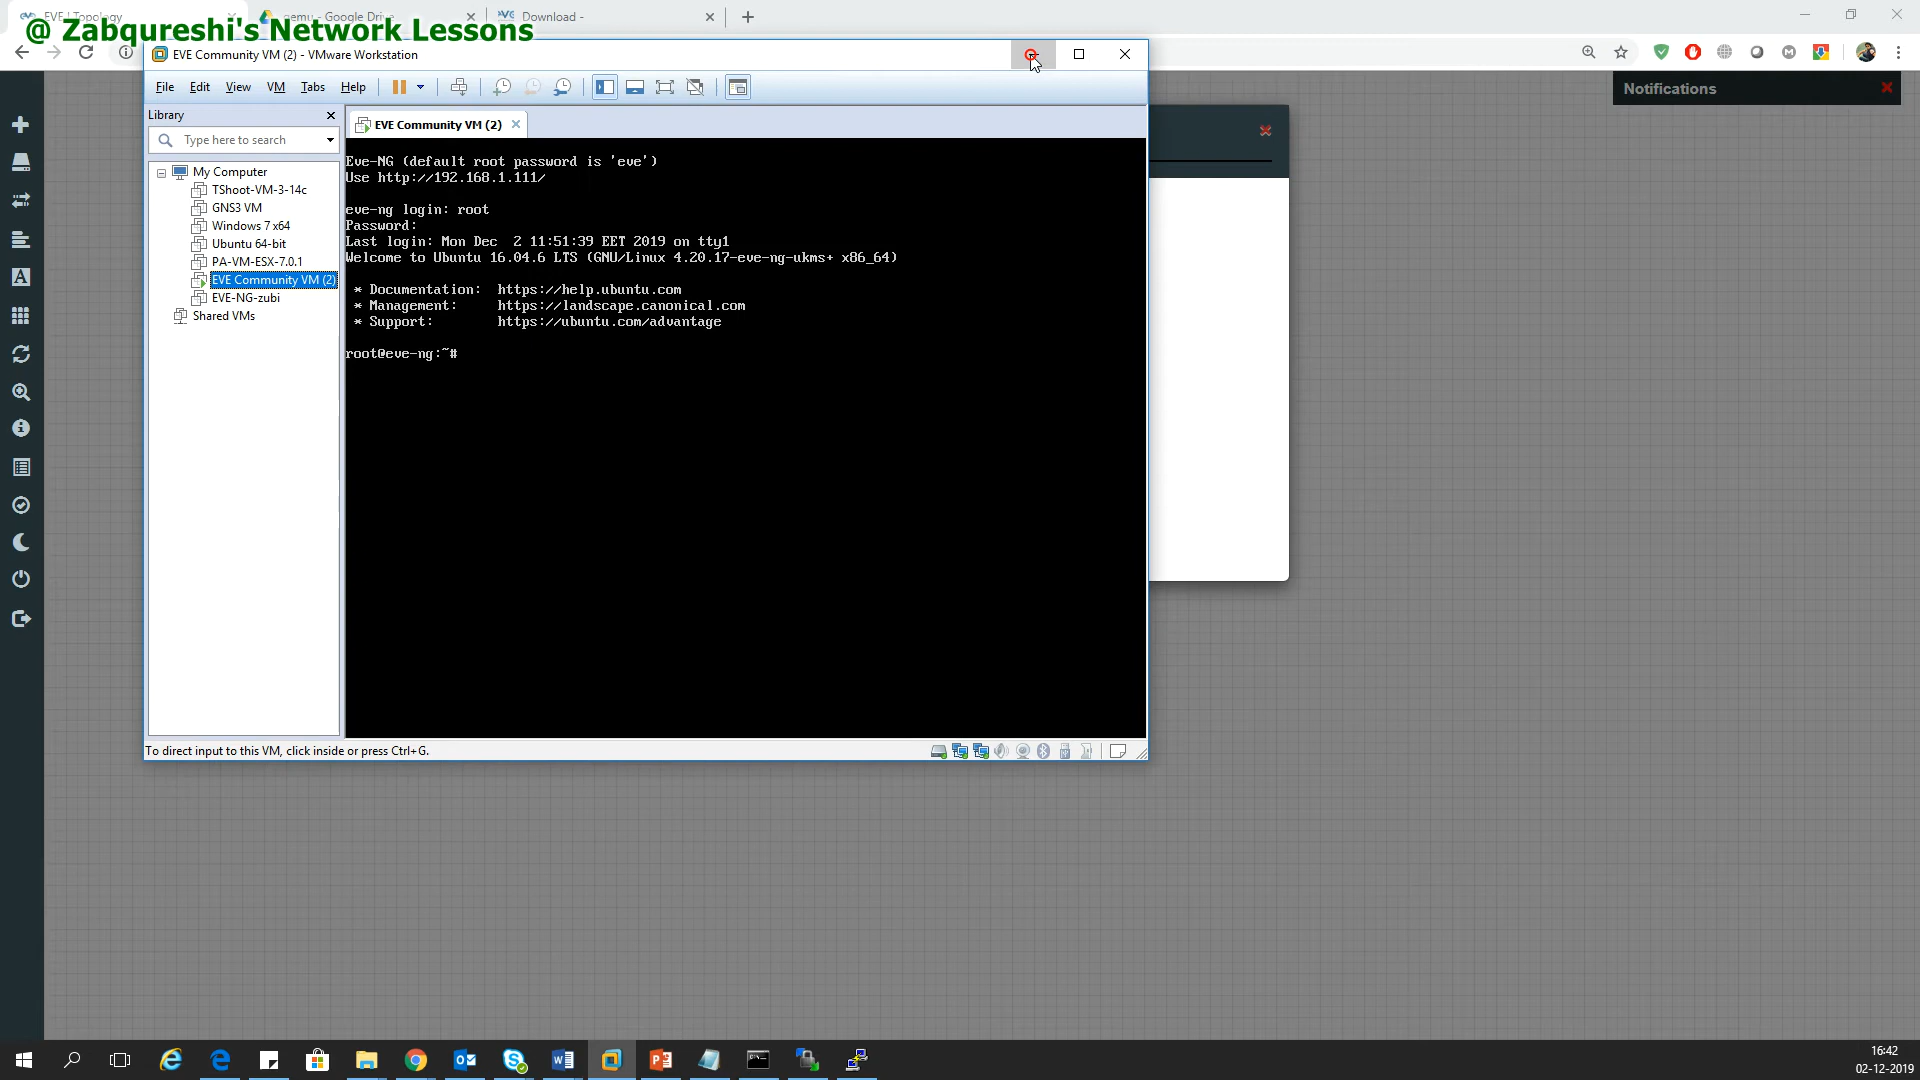 EVE | Topology
qemu - Google Drive
Download -
@ Zabqureshi's Network Lessons
EVE Community VM (2) - VMware Workstation
File Edit View VM Tabs Help
Notifications
Library
Type here to search
EVE Community VM (2)
My Computer
TShoot-VM-3-14c
GNS3 VM
Windows 7 x64
Ubuntu 64-bit
PA-VM-ESX-7.0.1
EVE Community VM (2)
EVE-NG-zubi
Shared VMs
Eve-NG (default root password is 'eve')
Use http://192.168.1.111/
eve-ng login: root
Password:
Last login: Mon Dec  2 11:51:39 EET 2019 on tty1
Welcome to Ubuntu 16.04.6 LTS (GNU/Linux 4.20.17-eve-ng-ukms+ x86_64)
* Documentation:  https://help.ubuntu.com
* Management:     https://landscape.canonical.com
* Support:        https://ubuntu.com/advantage
root@eve-ng:~#
To direct input to this VM, click inside or press Ctrl+G.
16:42
02-12-2019